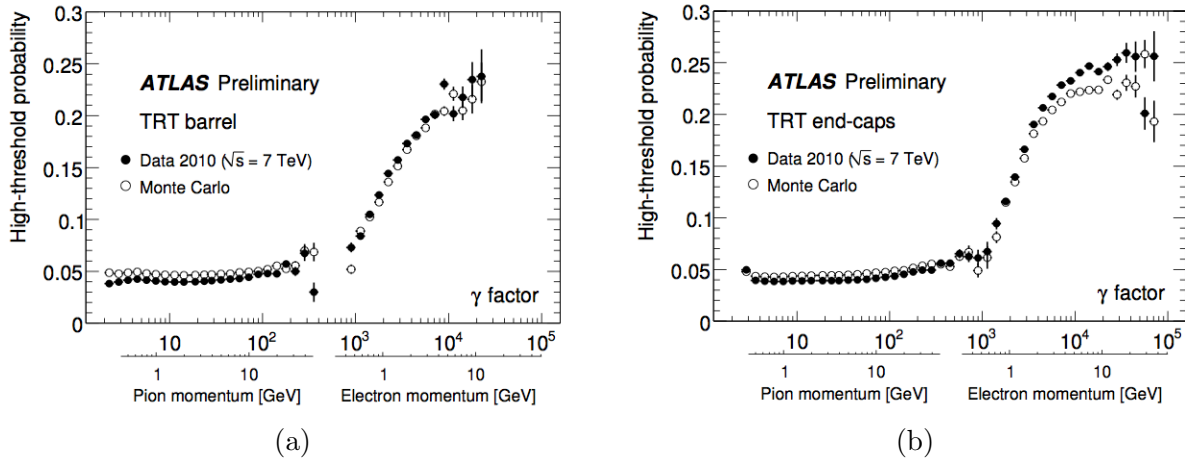 High-threshold probability
0.3
0.25
0.2
0.15
0.1
0.05
0
ATLAS Preliminary
TRT barrel
Data 2010 (√s = 7 TeV)
Monte Carlo
γ factor
10 10² 10³ 10⁴ 10⁵
1 10 1 10
Pion momentum [GeV] Electron momentum [GeV]
(a)
High-threshold probability
0.3
0.25
0.2
0.15
0.1
0.05
0
ATLAS Preliminary
TRT end-caps
Data 2010 (√s = 7 TeV)
Monte Carlo
γ factor
10 10² 10³ 10⁴ 10⁵
1 10 1 10
Pion momentum [GeV] Electron momentum [GeV]
(b)